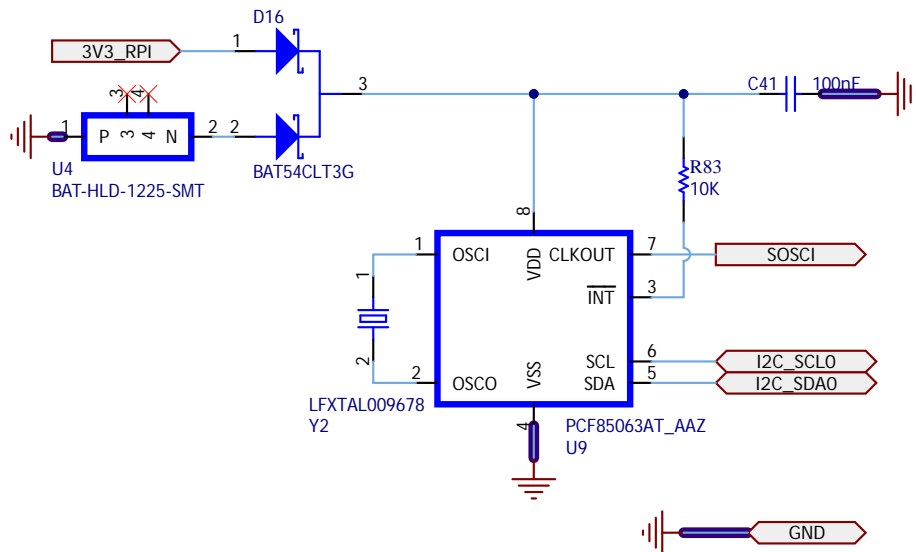 D16
3V3_RPI
1
3
C41
100nF
3
4
1
P
3
4
N
2
2
U4
BAT-HLD-1225-SMT
BAT54CLT3G
R83
10K
8
1
OSCI
VDD
CLKOUT
7
SOSCI
1
INT
3
2
2
OSCO
VSS
SCL
6
I2C_SCL0
SDA
5
I2C_SDA0
LFXTAL009678
Y2
4
PCF85063AT_AAZ
U9
GND